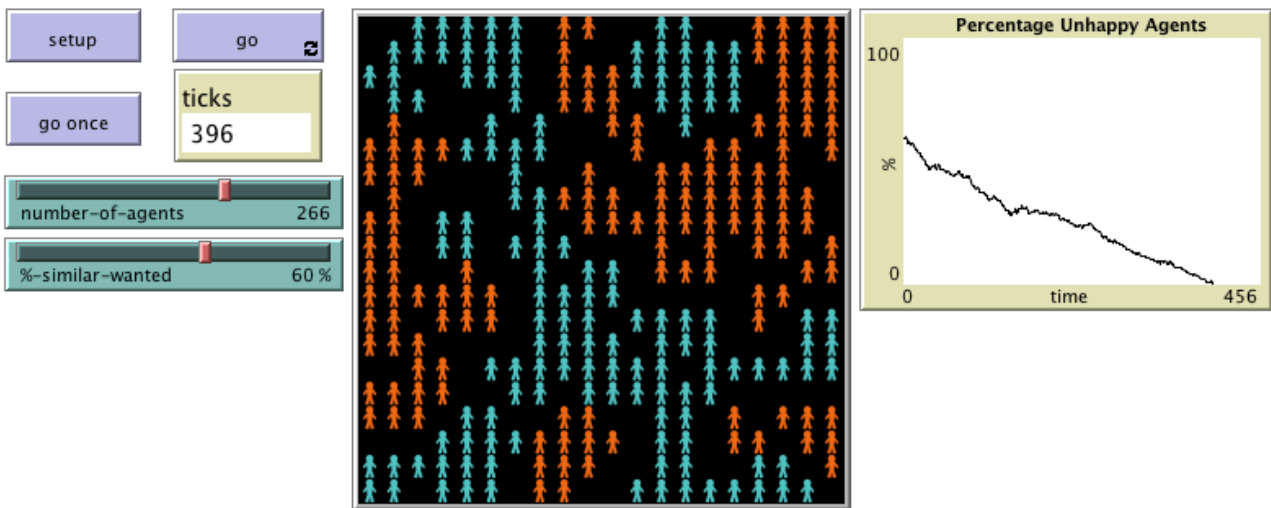 setup
go
go once
ticks
396
number-of-agents 266
%-similar-wanted 60 %
Percentage Unhappy Agents
100
%
0
0 time 456